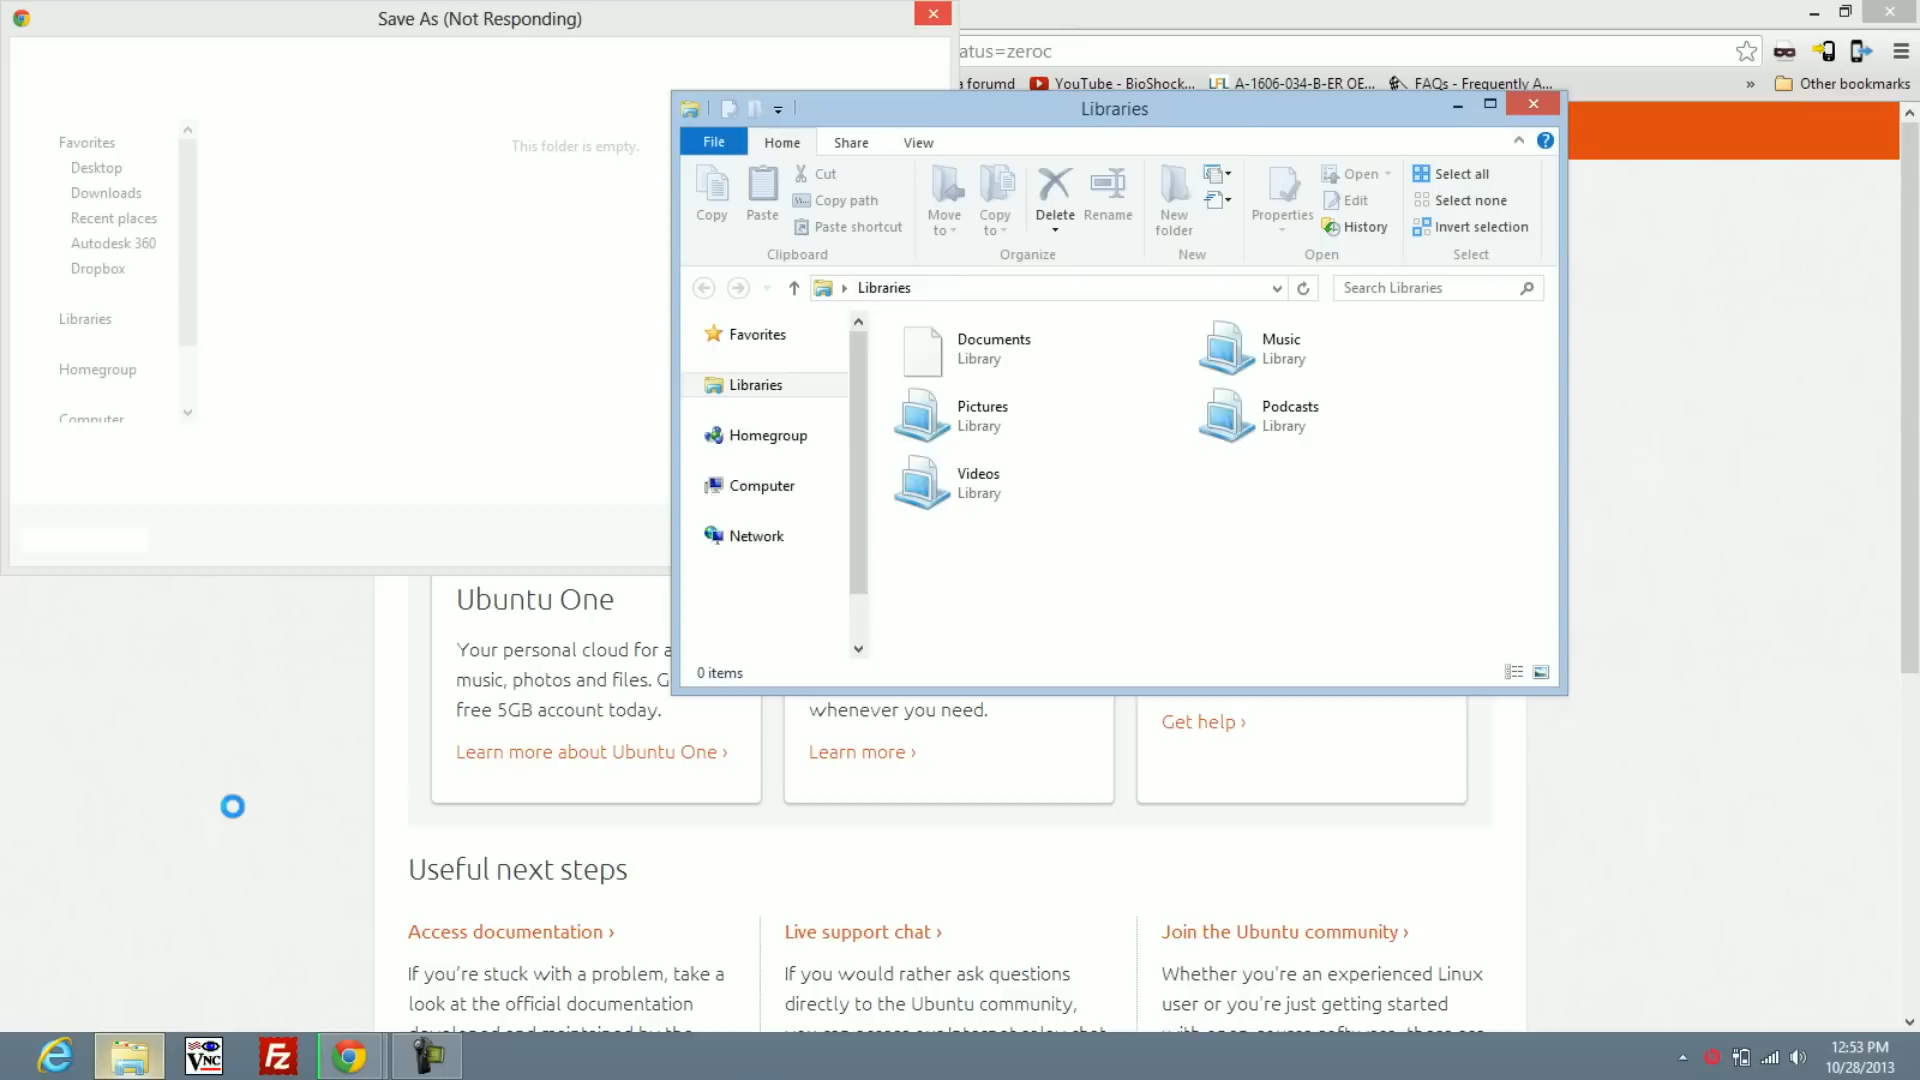 Save As (Not Responding)
Favorites
Desktop
Downloads
Recent places
Autodesk 360
Dropbox
Libraries
Homegroup
Computer
This folder is empty.
atus=zeroc
a forumd
YouTube - BioShock...
LFL A-1606-034-B-ER OE...
FAQs - Frequently A...
»
Other bookmarks
Libraries
File Home Share View
Copy
Paste
Cut
Copy path
Paste shortcut
Clipboard
Move to
Copy to
Delete
Rename
Organize
New folder
New
Properties
Open
Edit
History
Open
Select all
Select none
Invert selection
Select
Libraries
Search Libraries
Favorites
Libraries
Homegroup
Computer
Network
Documents
Library
Music
Library
Pictures
Library
Podcasts
Library
Videos
Library
0 items
Ubuntu One
Your personal cloud for a
music, photos and files. G
free 5GB account today.
Learn more about Ubuntu One ›
whenever you need.
Learn more ›
Get help ›
Useful next steps
Access documentation ›
If you're stuck with a problem, take a
look at the official documentation
Live support chat ›
If you would rather ask questions
directly to the Ubuntu community,
Join the Ubuntu community ›
Whether you're an experienced Linux
user or you're just getting started
VNC
FZ
12:53 PM
10/28/2013